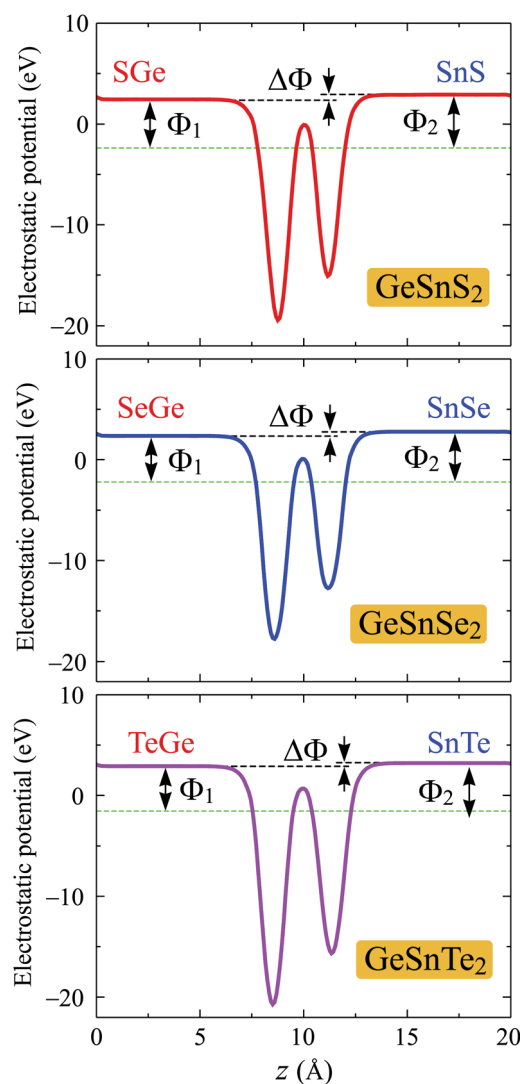 10
0
−10
−20
Electrostatic potential (eV)
SGe
ΔΦ
SnS
Φ1
Φ2
GeSnS2
10
0
−10
−20
Electrostatic potential (eV)
SeGe
ΔΦ
SnSe
Φ1
Φ2
GeSnSe2
10
0
−10
−20
Electrostatic potential (eV)
TeGe
ΔΦ
SnTe
Φ1
Φ2
GeSnTe2
0 5 10 15 20
z (Å)